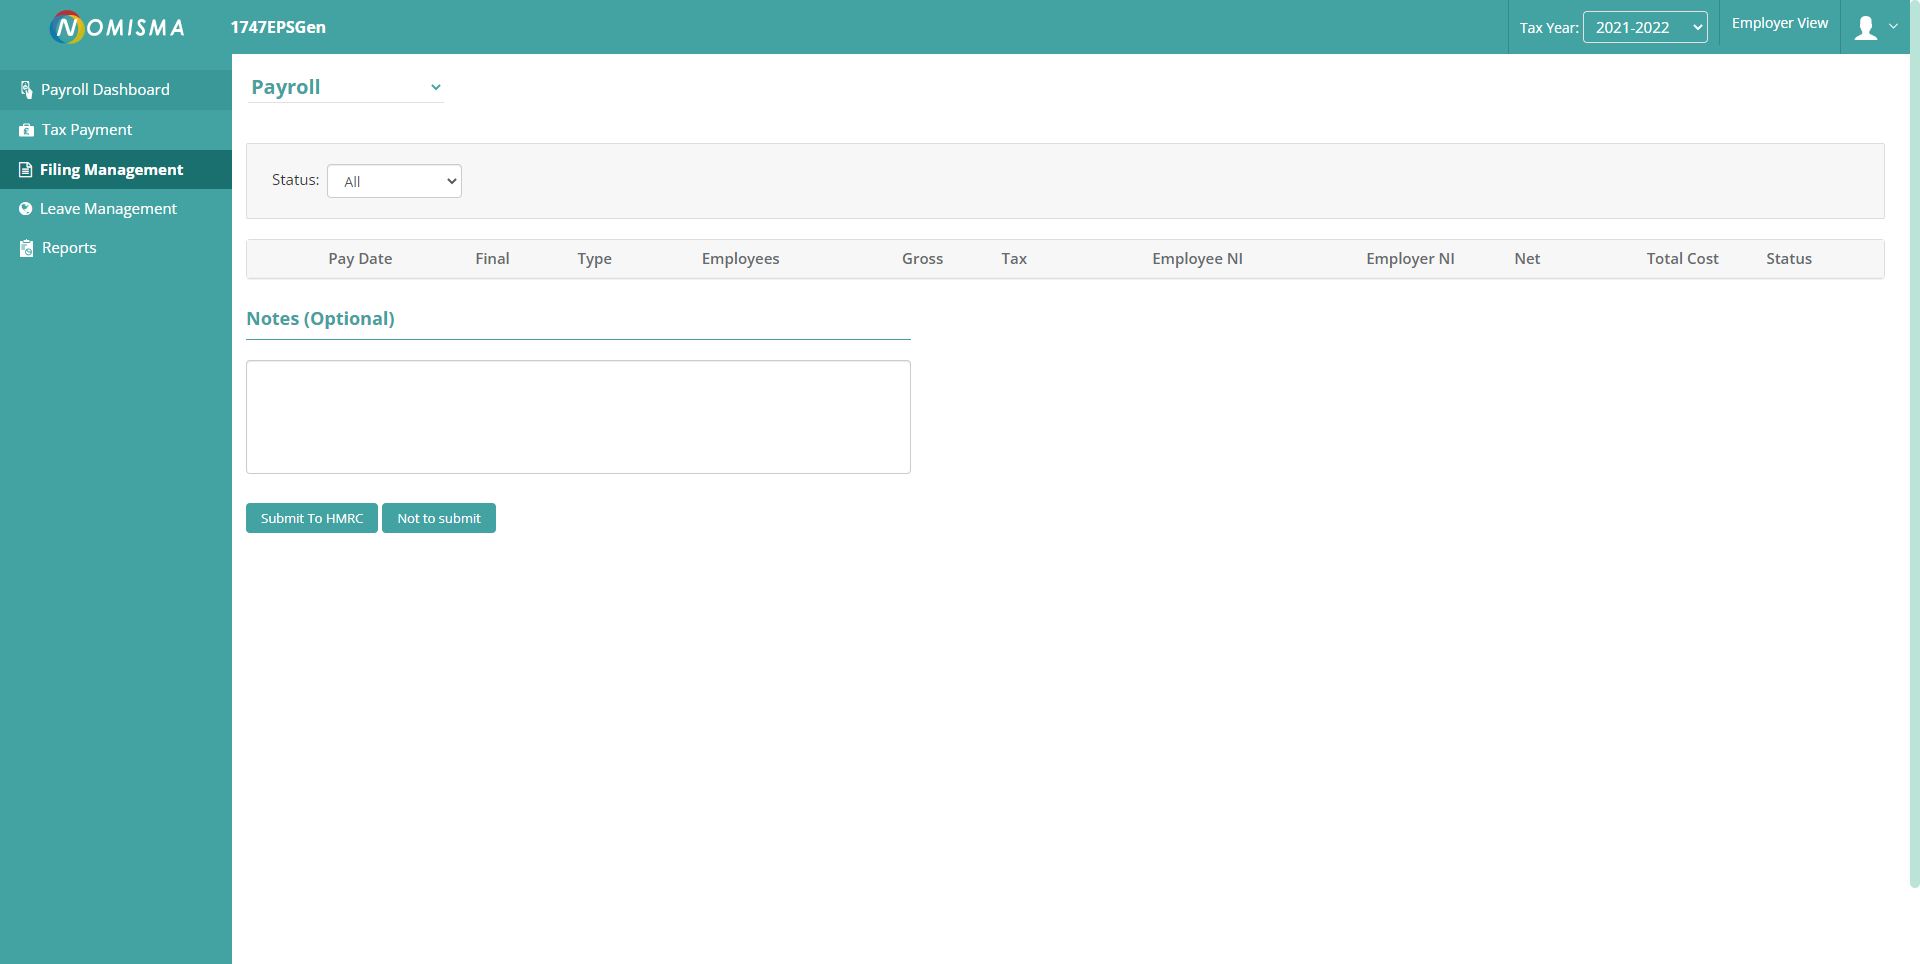 NOMISMA
1747EPSGen
Tax Year: 2021-2022
Employer View
Payroll Dashboard
Tax Payment
Filing Management
Leave Management
Reports
Payroll
Status: All
Pay Date Final Type Employees Gross Tax Employee NI Employer NI Net Total Cost Status
Notes (Optional)
Submit To HMRC Not to submit